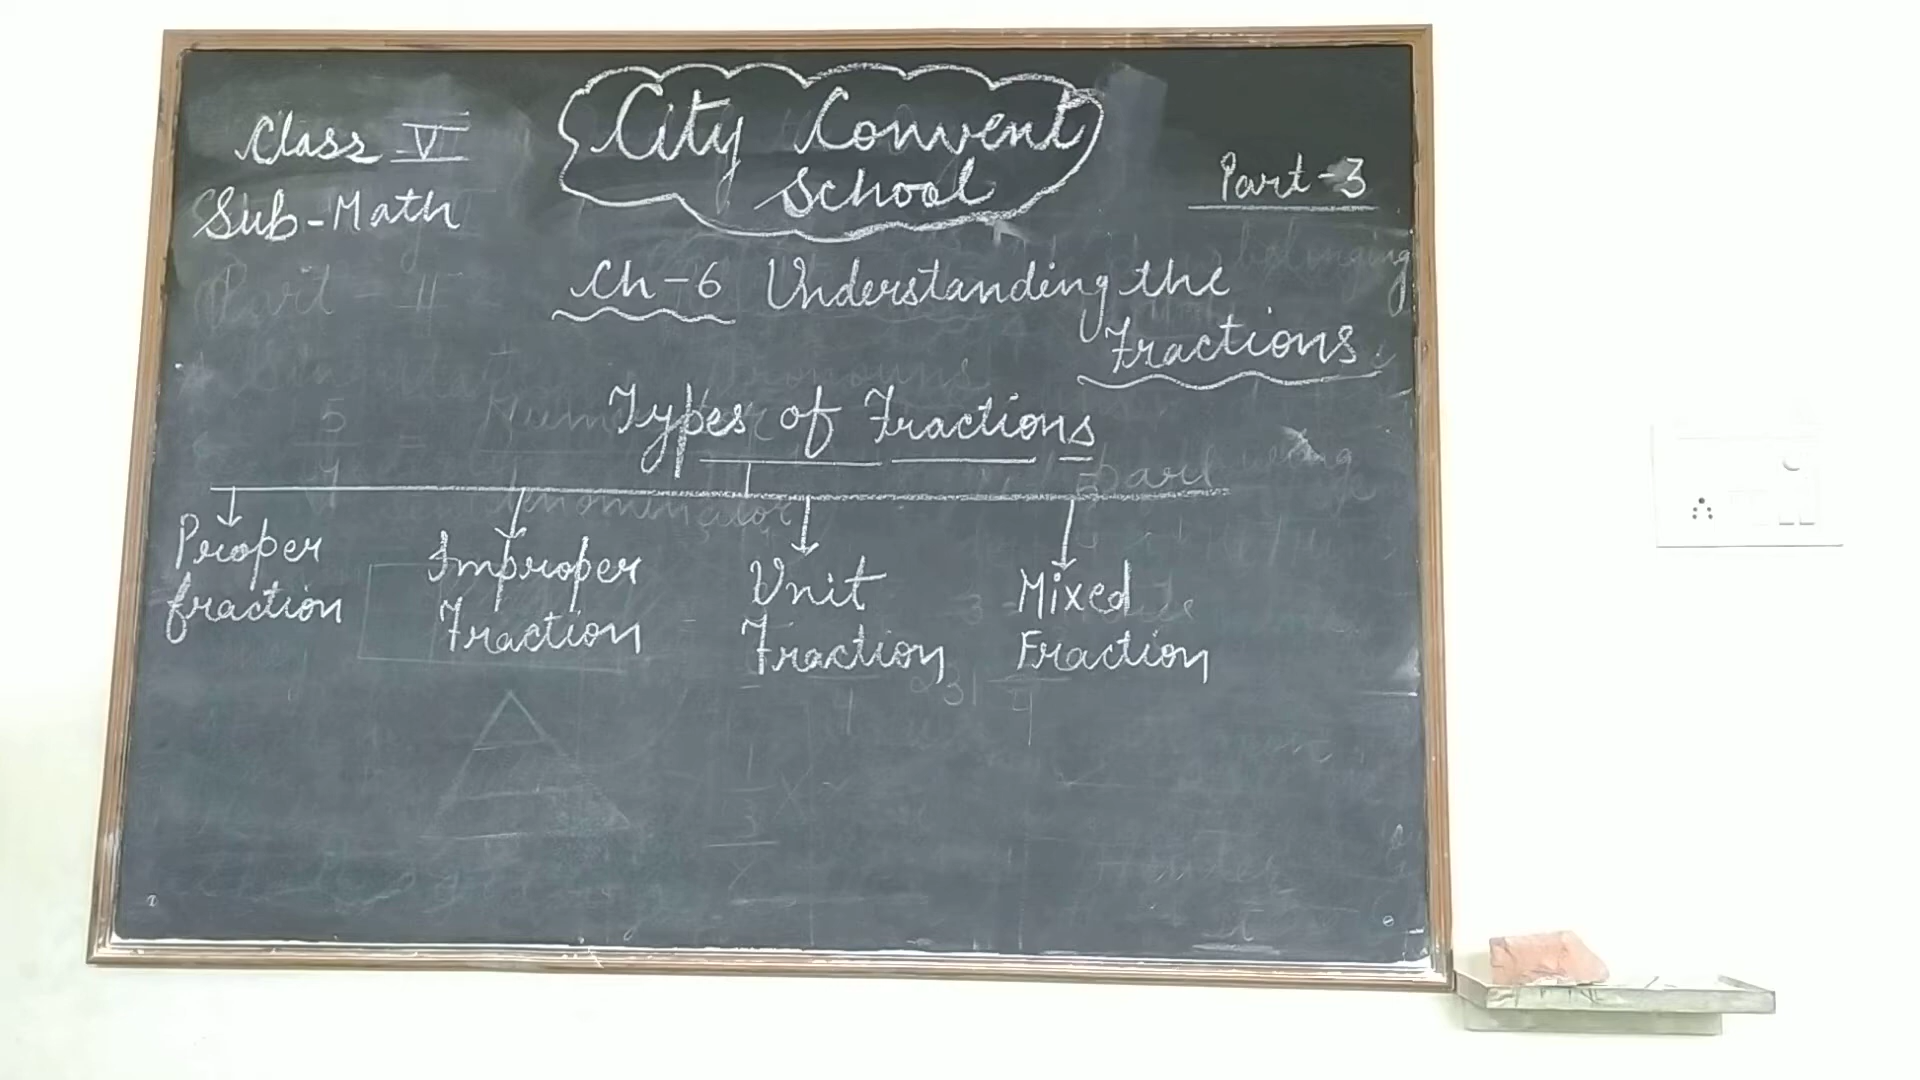 City Convent
School
Class V
Sub-Math
Part-3
Ch-6 Understanding the
Fractions
Types of Fractions
Proper
fraction
Improper
Fraction
Unit
Fraction
Mixed
Fraction